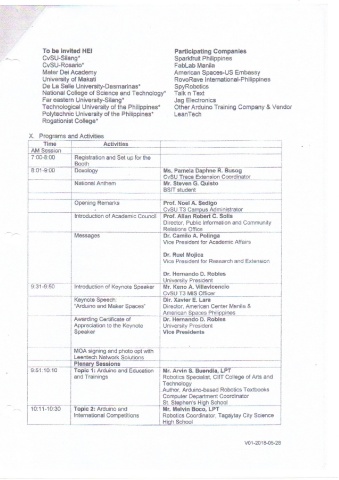 To be invited HEI
Participating Companies
CvSU-Silang*
Sparkfruit Philippines
CvSU-Rosario*
FabLab Manila
Mater Dei Academy
American Spaces-US Embassy
University of Makati
RovoRave International-Philippines
De La Salle University-Dasmarinas*
SpyRobotics
National College of Science and Technology*
Talk n Text
Far eastern University-Silang*
Jag Electronics
Technological University of the Philippines*
Other Arduino Training Company & Vendor
Polytechnic University of the Philippines*
LeanTech
Rogationist College*
X. Programs and Activities
Time Activities
AM Session
7:00-8:00 Registration and Set up for the
Booth
8:01-9:00 Doxology Ms. Pamela Daphne R. Busog
CvSU Trece Extension Coordinator
National Anthem Mr. Steven G. Quisto
BSIT student
Opening Remarks Prof. Noel A. Sedigo
CvSU T3 Campus Administrator
Introduction of Academic Council Prof. Allan Robert C. Solis
Director, Public Information and Community
Relations Office
Messages Dr. Camilo A. Polinga
Vice President for Academic Affairs
Dr. Ruel Mojica
Vice President for Research and Extension
Dr. Hernando D. Robles
University President
9:31-9:50 Introduction of Keynote Speaker Mr. Keno A. Villavicencio
CvSU T3 MIS Officer
Keynote Speech: Dir. Xavier E. Lara
"Arduino and Maker Spaces" Director, American Center Manila &
American Spaces Philippines
Awarding Certificate of Dr. Hernando D. Robles
Appreciation to the Keynote University President
Speaker Vice Presidents
MOA signing and photo opt with
Leentech Network Solutions
Plenary Sessions
9:51-10:10 Topic 1: Arduino and Education Mr. Arvin S. Buendia, LPT
and Trainings Robotics Specialist, CIIT College of Arts and
Technology
Author, Arduino-based Robotics Textbooks
Computer Department Coordinator
St. Stephen's High School
10:11-10:30 Topic 2: Arduino and Mr. Melvin Boco, LPT
International Competitions Robotics Coordinator, Tagaytay City Science
High School
V01-2018-05-28